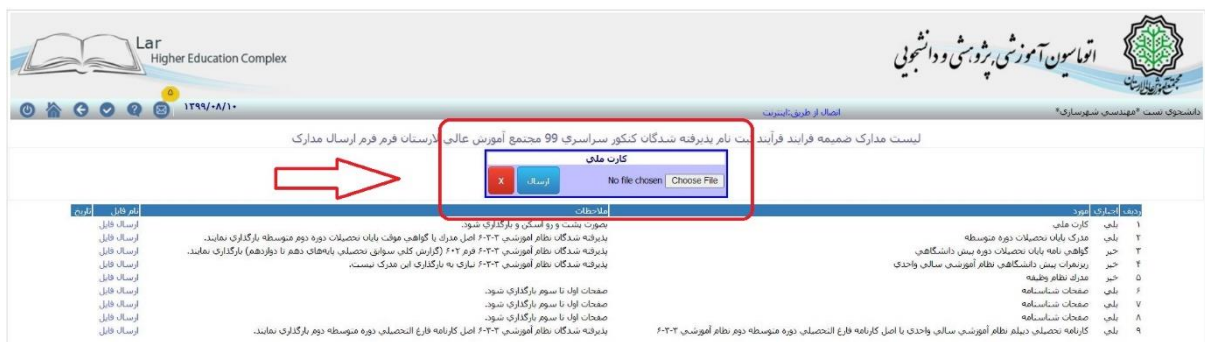 Lar
Higher Education Complex
اتوماسیون آموزشی، پژوهشی و دانشجویی
مجتمع آموزش عالی لارستان
۵
۱۳۹۹/۰۸/۱۰
اتصال از طریق:اینترنت
دانشجوی تست *مهندسی شهرسازی*
لیست مدارک ضمیمه فرایند فرآیند ثبت نام پذیرفته شدگان کنکور سراسری 99 مجتمع آموزش عالی لارستان فرم فرم ارسال مدارک
کارت ملی
Choose File No file chosen ارسال X
ردیف اجباری مورد ملاحظات نام فایل تاریخ
۱ بلی کارت ملی بصورت پشت و رو اسکن و بارگذاری شود. ارسال فایل
۲ بلی مدرک پایان تحصیلات دوره متوسطه پذیرفته شدگان نظام آموزشی ۳-۳-۶ اصل مدرک یا گواهی موقت پایان تحصیلات دوره دوم متوسطه بارگذاری نمایند. ارسال فایل
۳ خیر گواهی نامه پایان تحصیلات دوره پیش دانشگاهی پذیرفته شدگان نظام آموزشی ۳-۳-۶ فرم ۶۰۲ (گزارش کلی سوابق تحصیلی پایه‌های دهم تا دوازدهم) بارگذاری نمایند. ارسال فایل
۴ خیر ریزنمرات پیش دانشگاهی نظام آموزشی سالی واحدی پذیرفته شدگان نظام آموزشی ۳-۳-۶ نیازی به بارگذاری این مدرک نیست. ارسال فایل
۵ خیر مدرك نظام وظیفه ارسال فایل
۶ بلی صفحات شناسنامه صفحات اول تا سوم بارگذاری شود. ارسال فایل
۷ بلی صفحات شناسنامه صفحات اول تا سوم بارگذاری شود. ارسال فایل
۸ بلی صفحات شناسنامه صفحات اول تا سوم بارگذاری شود. ارسال فایل
۹ بلی کارنامه تحصیلی دیپلم نظام آموزشی سالی واحدی یا اصل کارنامه فارغ التحصیلی دوره متوسطه دوم نظام آموزشی ۳-۳-۶ پذیرفته شدگان نظام آموزشی ۳-۳-۶ اصل کارنامه فارغ التحصیلی دوره متوسطه دوم بارگذاری نمایند. ارسال فایل